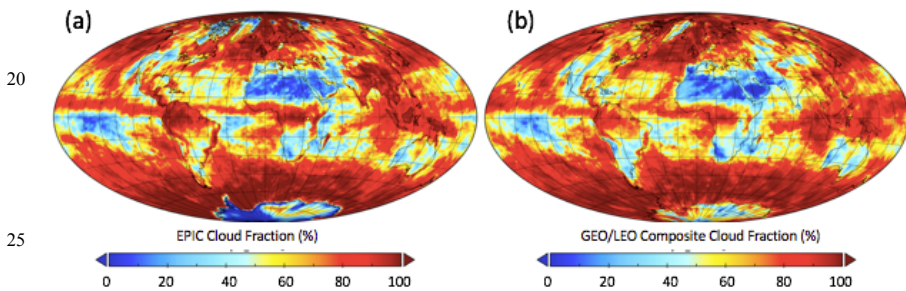 (a) (b)
20
EPIC Cloud Fraction (%) GEO/LEO Composite Cloud Fraction (%)
25
0 20 40 60 80 100 0 20 40 60 80 100